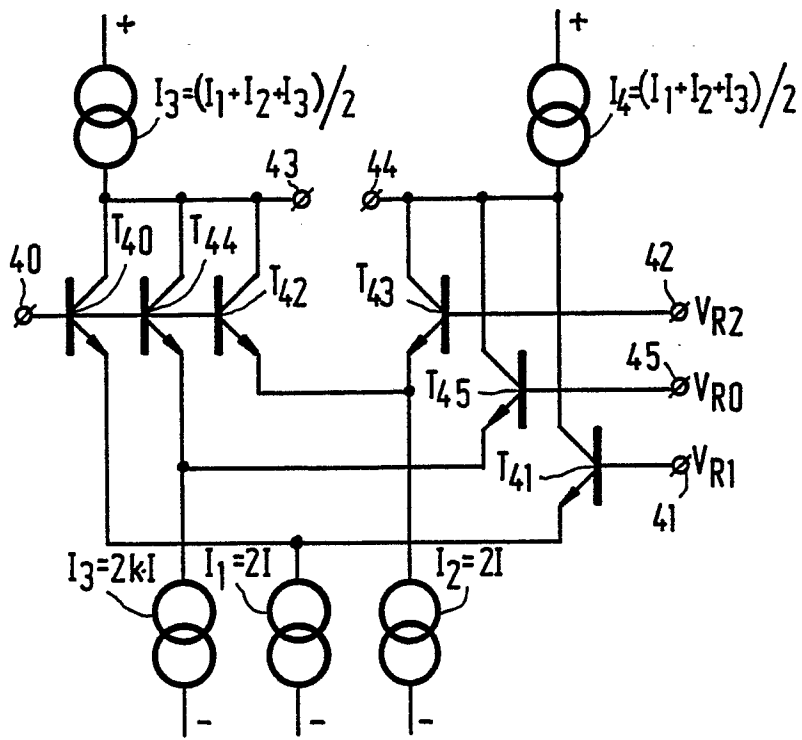 + +
I3=(I1+I2+I3)/2 I4=(I1+I2+I3)/2
43 44
T40 T44 T42 T43
40 42
VR2
45
T45 VR0
T41 VR1
41
I3=2k·I I1=2I I2=2I
- - -